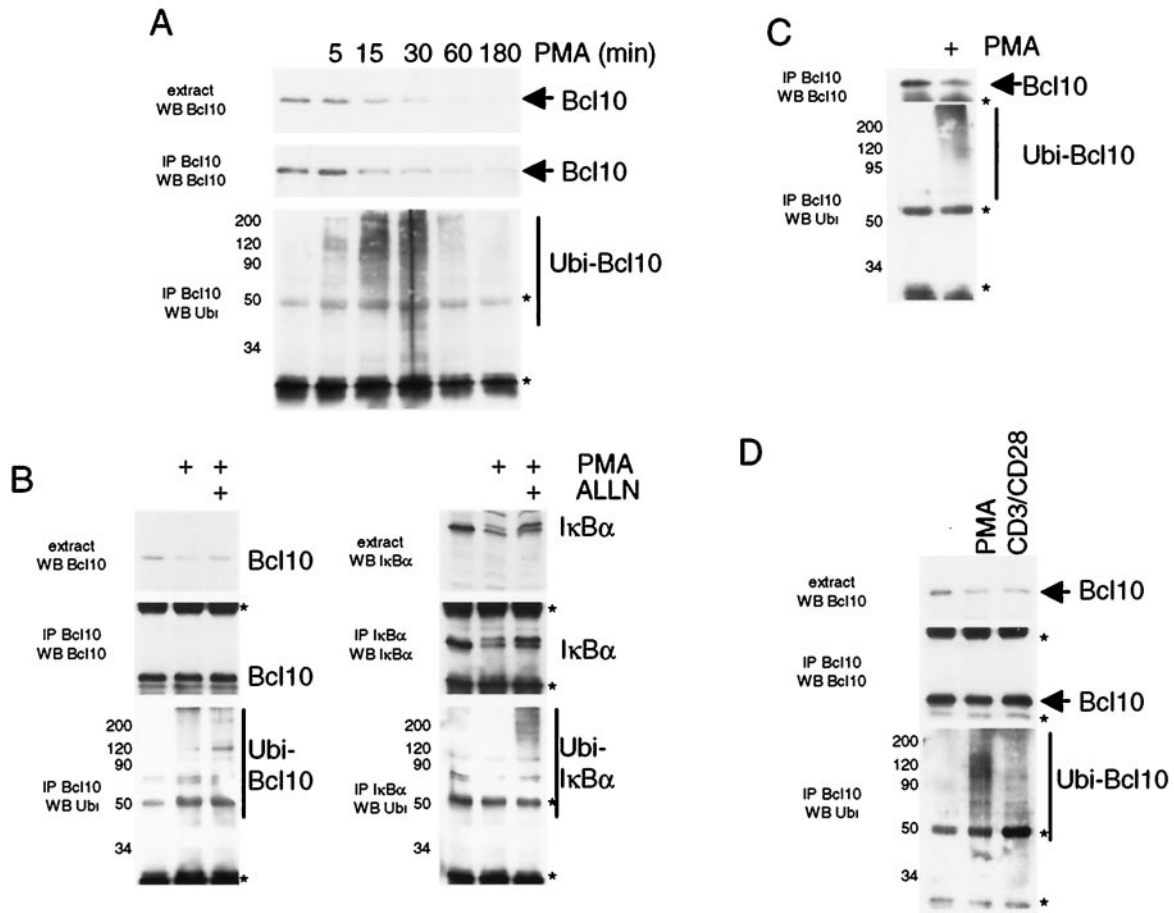 A
5 15 30 60 180 PMA (min)
extract
WB Bcl10
Bcl10
IP Bcl10
WB Bcl10
Bcl10
200
120
90
50
34
IP Bcl10
WB Ubi
Ubi-Bcl10
*
*
C
+ PMA
IP Bcl10
WB Bcl10
Bcl10
*
200
120
95
50
34
IP Bcl10
WB Ubi
Ubi-Bcl10
*
*
B
+ + PMA
+ ALLN
extract
WB Bcl10
Bcl10
*
IP Bcl10
WB Bcl10
Bcl10
200
120
90
50
34
IP Bcl10
WB Ubi
Ubi-
Bcl10
*
+ +
+
extract
WB IκBα
IκBα
*
IP IκBα
WB IκBα
IκBα
*
200
120
90
50
34
IP IκBα
WB Ubi
Ubi-
IκBα
*
*
D
PMA
CD3/CD28
extract
WB Bcl10
Bcl10
*
IP Bcl10
WB Bcl10
Bcl10
*
200
120
90
50
34
IP Bcl10
WB Ubi
Ubi-Bcl10
*
*